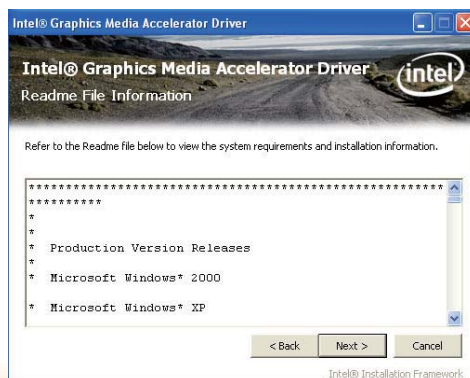 Intel® Graphics Media Accelerator Driver
Intel® Graphics Media Accelerator Driver
Readme File Information
intel
Refer to the Readme file below to view the system requirements and installation information.
*********************************************************
**********
*
*
* Production Version Releases
*
* Microsoft Windows* 2000
* Microsoft Windows* XP
< Back Next > Cancel
Intel® Installation Framework